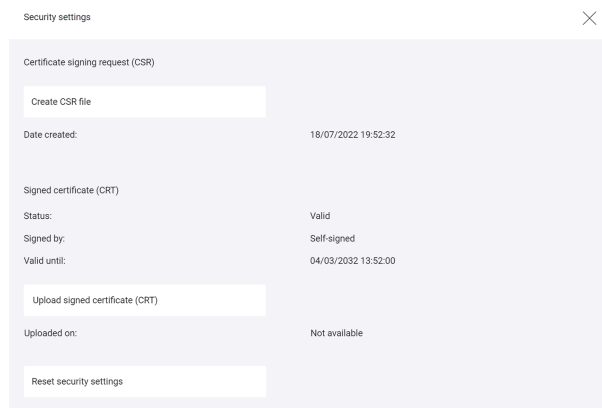 Security settings
Certificate signing request (CSR)
Create CSR file
Date created: 18/07/2022 19:52:32
Signed certificate (CRT)
Status: Valid
Signed by: Self-signed
Valid until: 04/03/2032 13:52:00
Upload signed certificate (CRT)
Uploaded on: Not available
Reset security settings